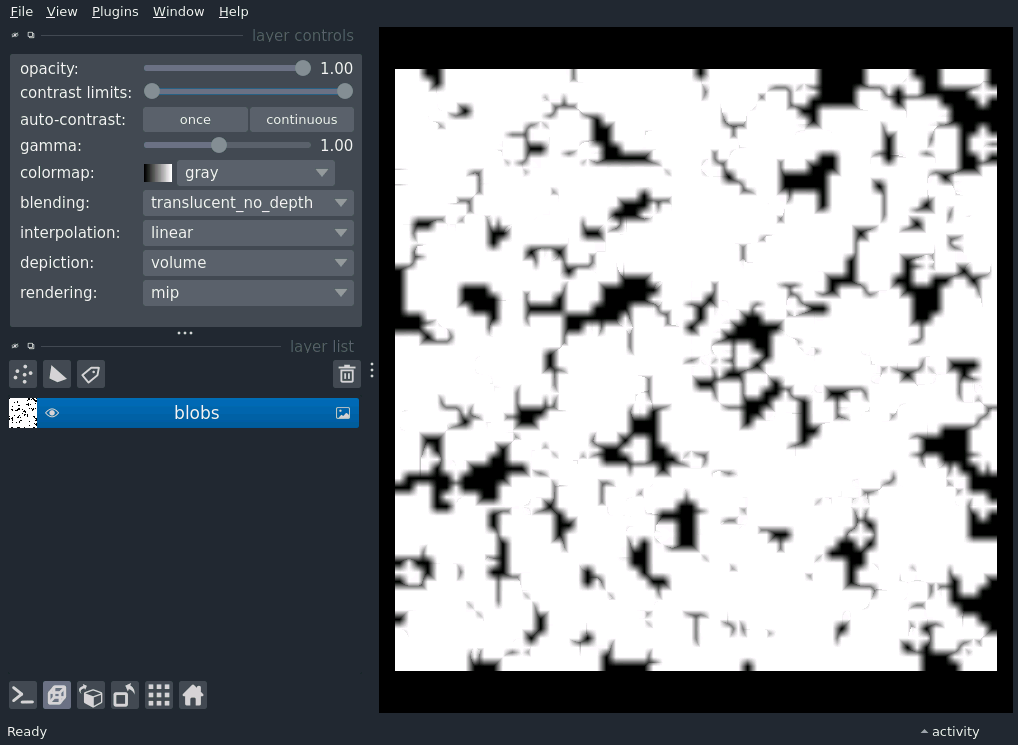 File View Plugins Window Help
layer controls
opacity: 1.00
contrast limits:
auto-contrast: once continuous
gamma: 1.00
colormap: gray
blending: translucent_no_depth
interpolation: linear
depiction: volume
rendering: mip
layer list
blobs
Ready activity